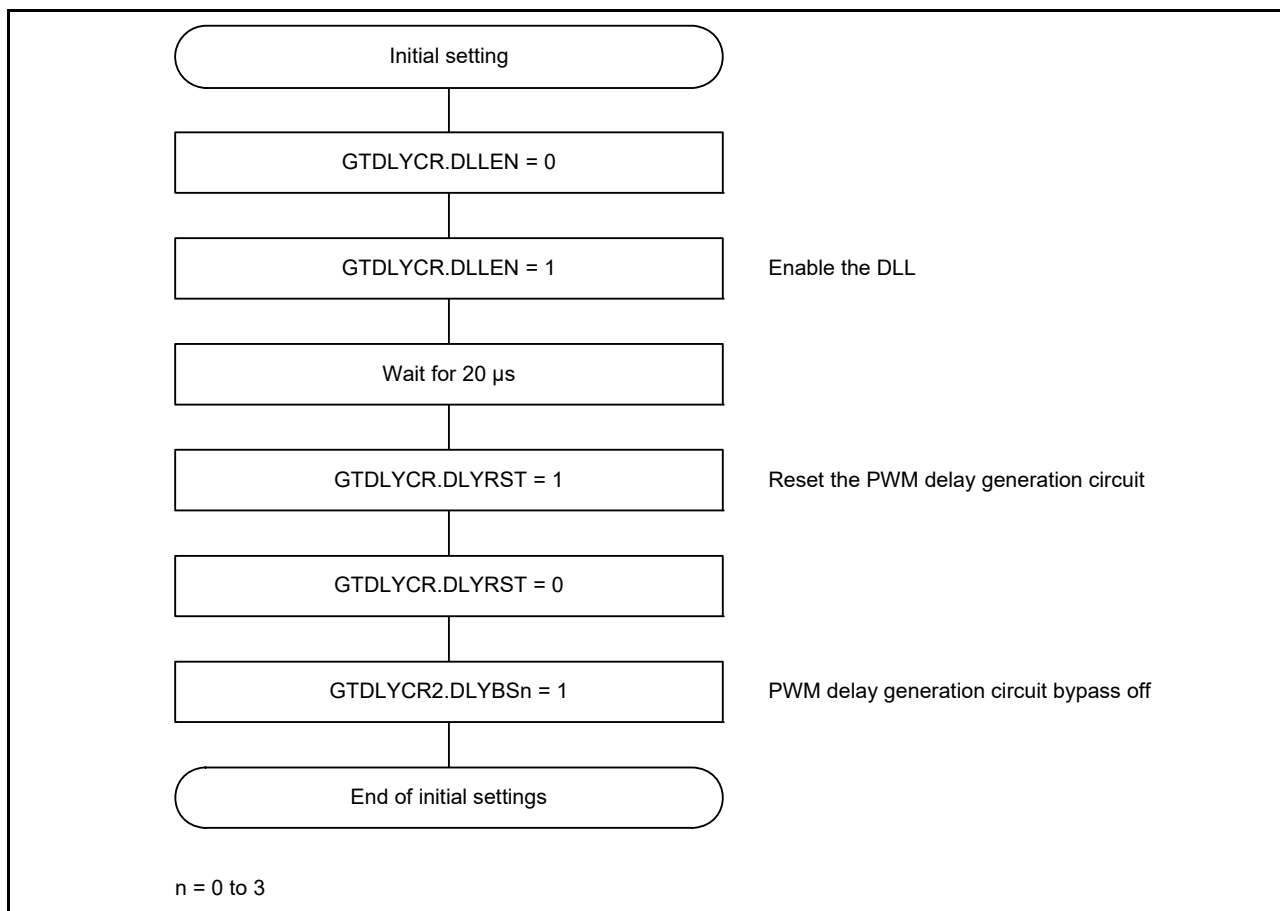 Initial setting
GTDLYCR.DLLEN = 0
GTDLYCR.DLLEN = 1
Enable the DLL
Wait for 20 µs
GTDLYCR.DLYRST = 1
Reset the PWM delay generation circuit
GTDLYCR.DLYRST = 0
GTDLYCR2.DLYBSn = 1
PWM delay generation circuit bypass off
End of initial settings
n = 0 to 3